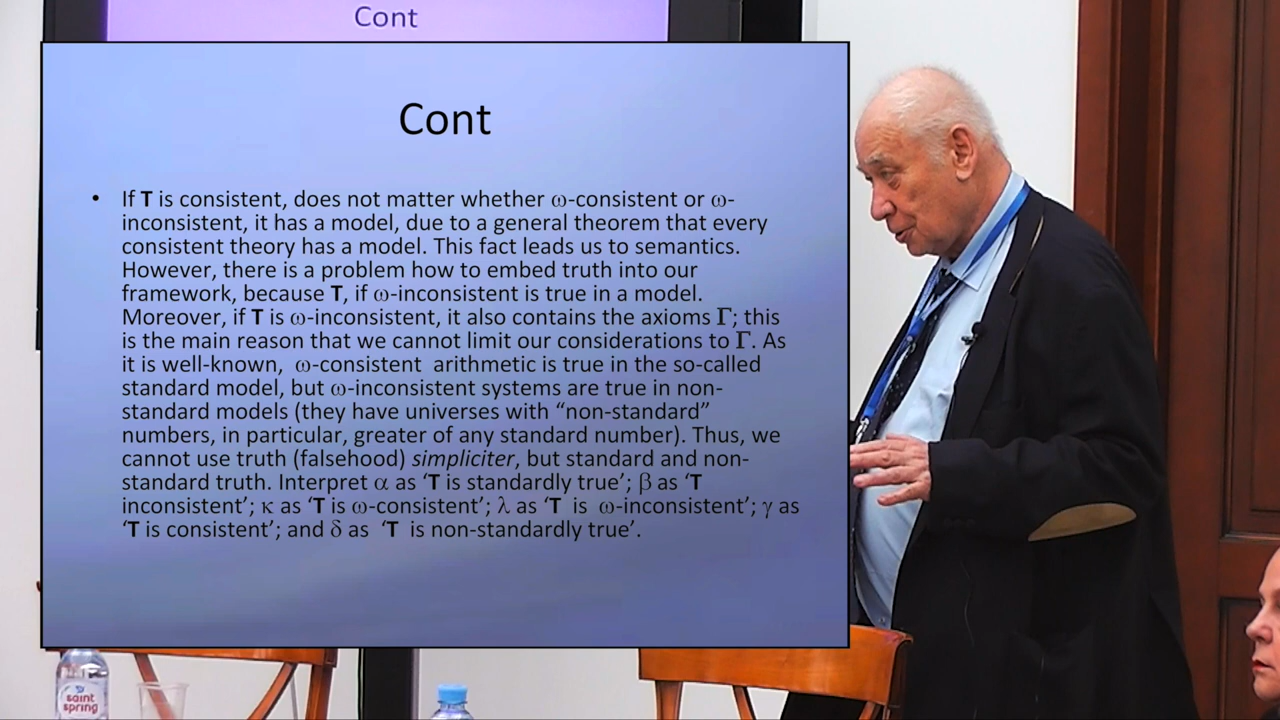 Cont
Cont
• If T is consistent, does not matter whether ω-consistent or ω-
inconsistent, it has a model, due to a general theorem that every
consistent theory has a model. This fact leads us to semantics.
However, there is a problem how to embed truth into our
framework, because T, if ω-inconsistent is true in a model.
Moreover, if T is ω-inconsistent, it also contains the axioms Γ; this
is the main reason that we cannot limit our considerations to Γ. As
it is well-known, ω-consistent arithmetic is true in the so-called
standard model, but ω-inconsistent systems are true in non-
standard models (they have universes with “non-standard”
numbers, in particular, greater of any standard number). Thus, we
cannot use truth (falsehood) simpliciter, but standard and non-
standard truth. Interpret α as ‘T is standardly true’; β as ‘T
inconsistent’; κ as ‘T is ω-consistent’; λ as ‘T is ω-inconsistent’; γ as
‘T is consistent’; and δ as ‘T is non-standardly true’.
saint
spring